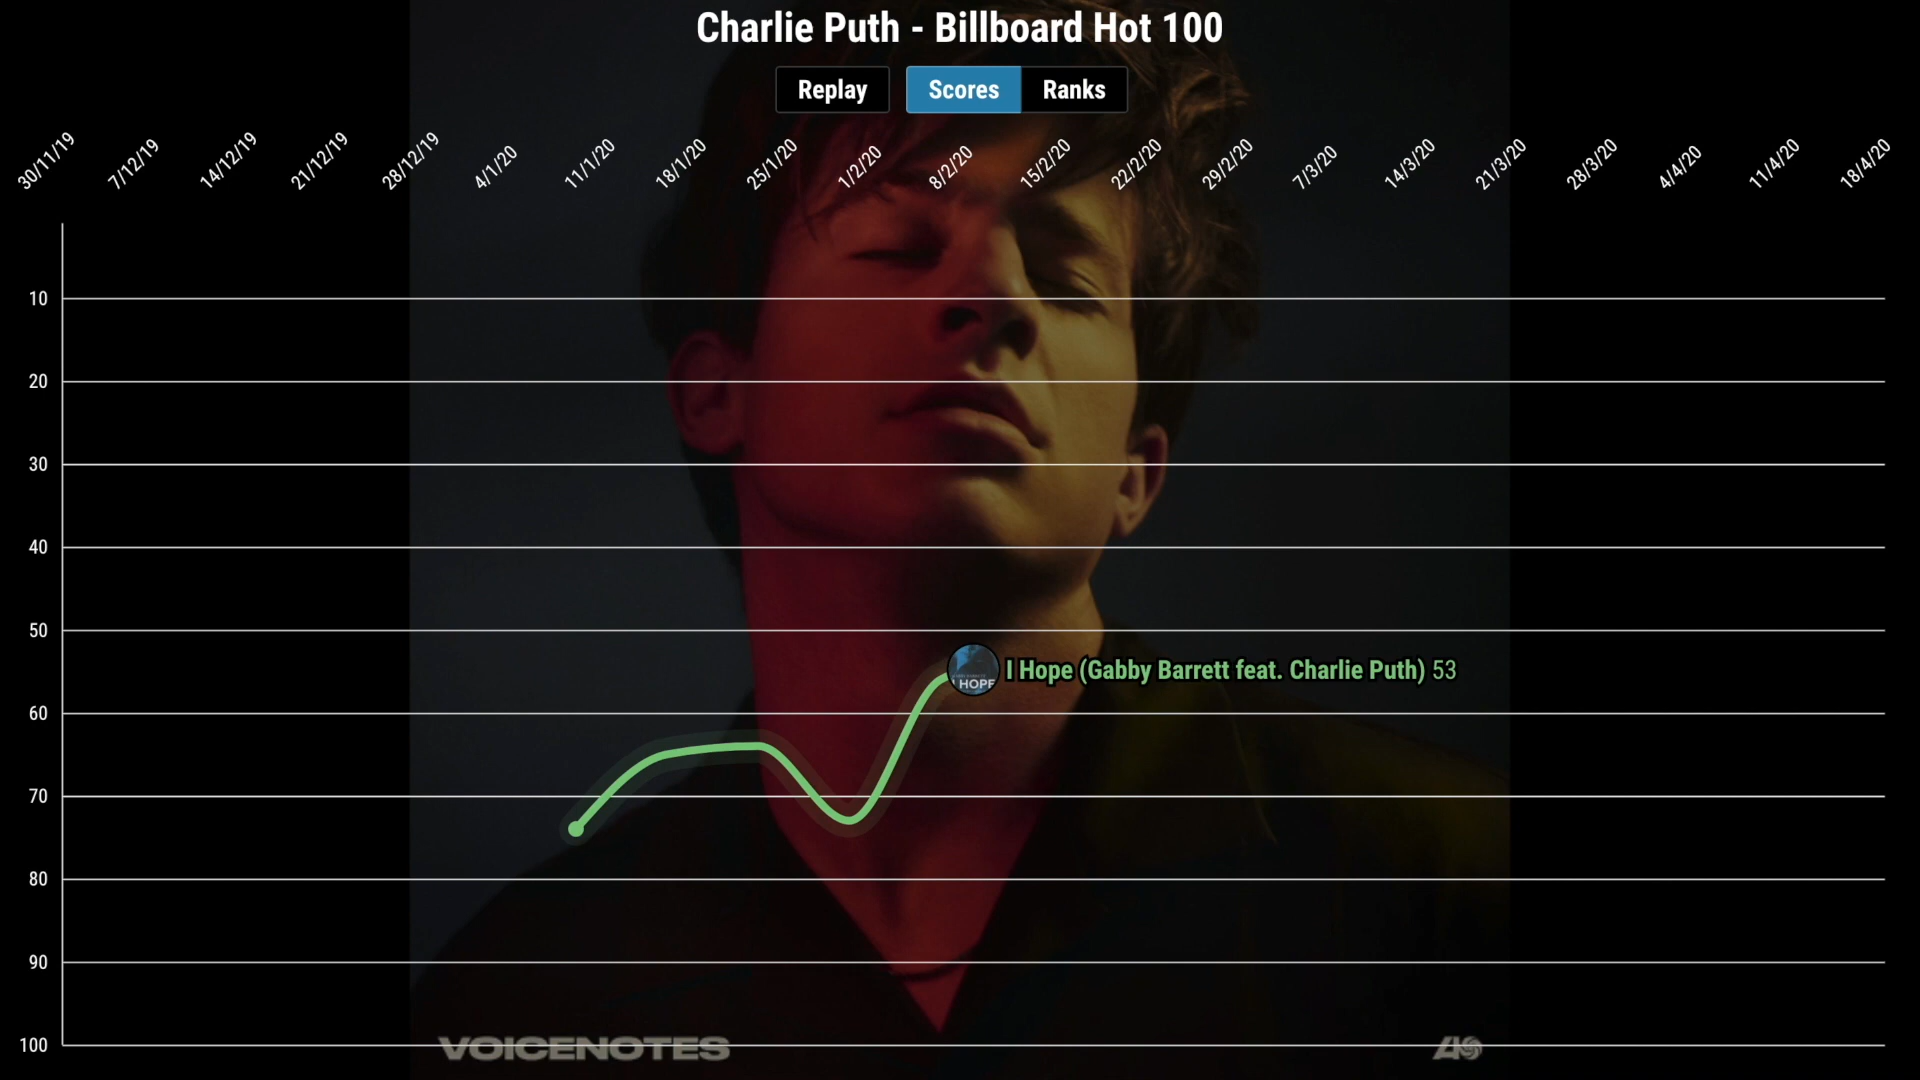 Charlie Puth - Billboard Hot 100
Replay Scores Ranks
30/11/19 7/12/19 14/12/19 21/12/19 28/12/19 4/1/20 11/1/20 18/1/20 25/1/20 1/2/20 8/2/20 15/2/20 22/2/20 29/2/20 7/3/20 14/3/20 21/3/20 28/3/20 4/4/20 11/4/20 18/4/20
10
20
30
40
50
HOPE I Hope (Gabby Barrett feat. Charlie Puth) 53
60
70
80
90
100
VOICENOTES